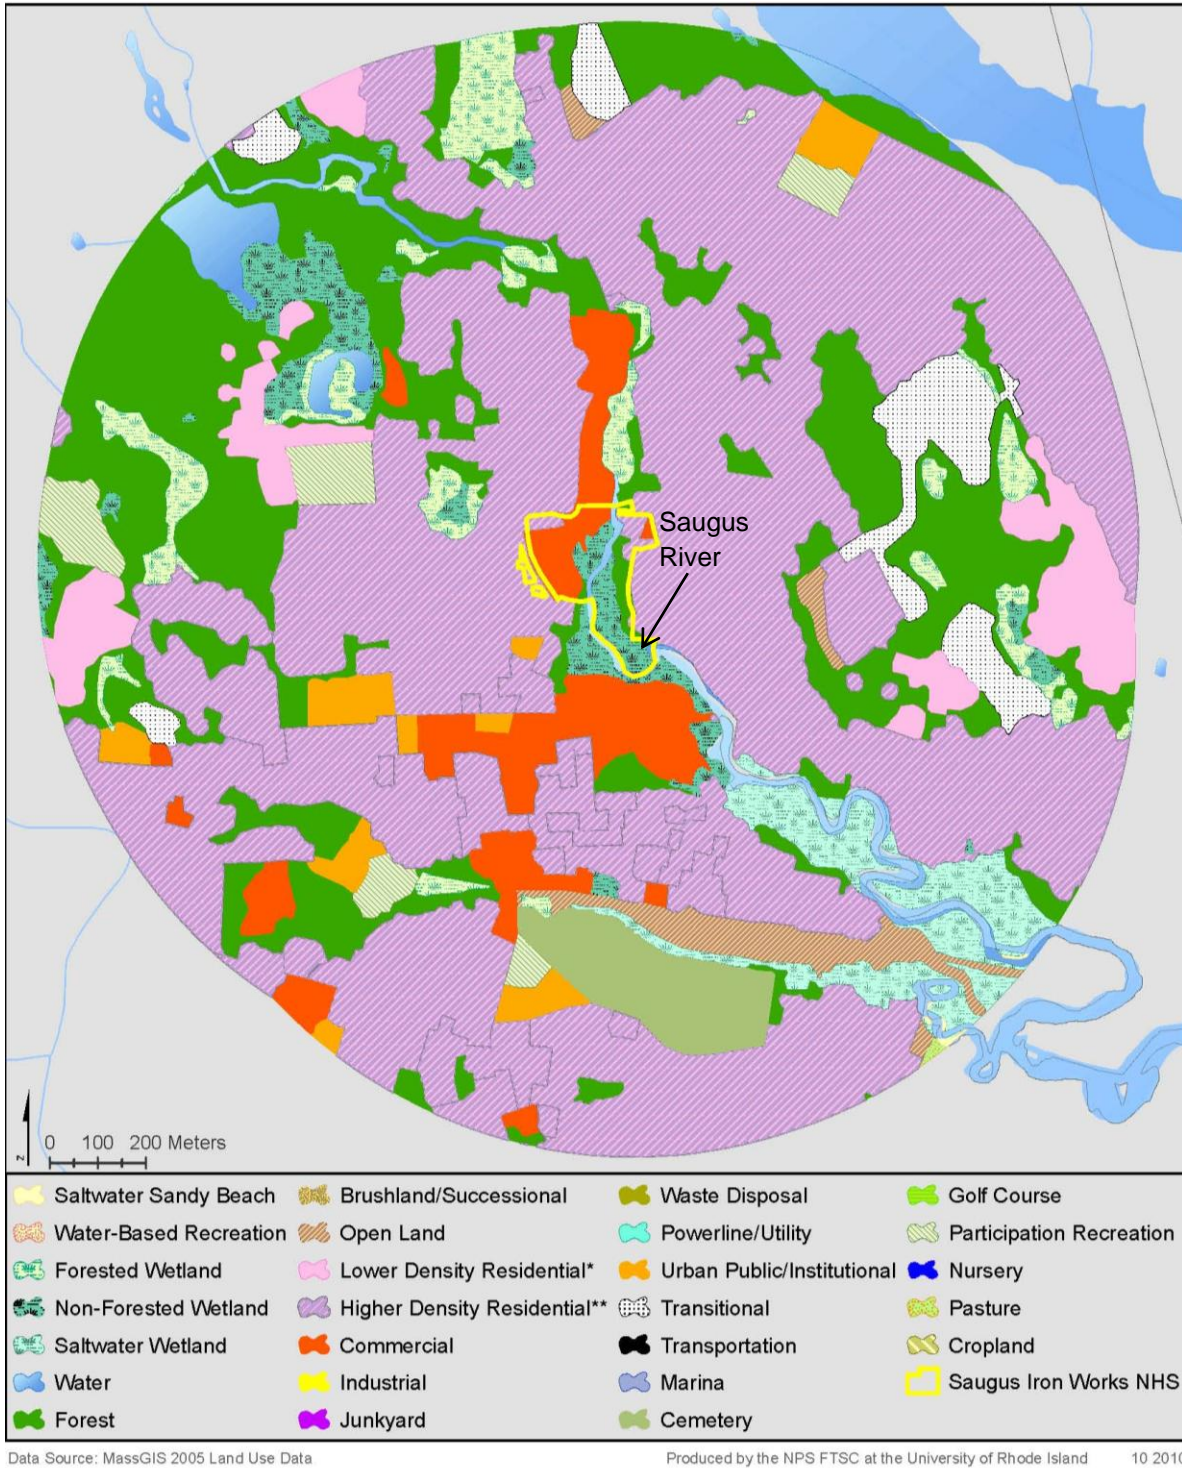 Saugus
River
z
0 100 200 Meters
Saltwater Sandy Beach
Water-Based Recreation
Forested Wetland
Non-Forested Wetland
Saltwater Wetland
Water
Forest
Brushland/Successional
Open Land
Lower Density Residential*
Higher Density Residential**
Commercial
Industrial
Junkyard
Waste Disposal
Powerline/Utility
Urban Public/Institutional
Transitional
Transportation
Marina
Cemetery
Golf Course
Participation Recreation
Nursery
Pasture
Cropland
Saugus Iron Works NHS
Data Source: MassGIS 2005 Land Use Data
Produced by the NPS FTSC at the University of Rhode Island 10 2010